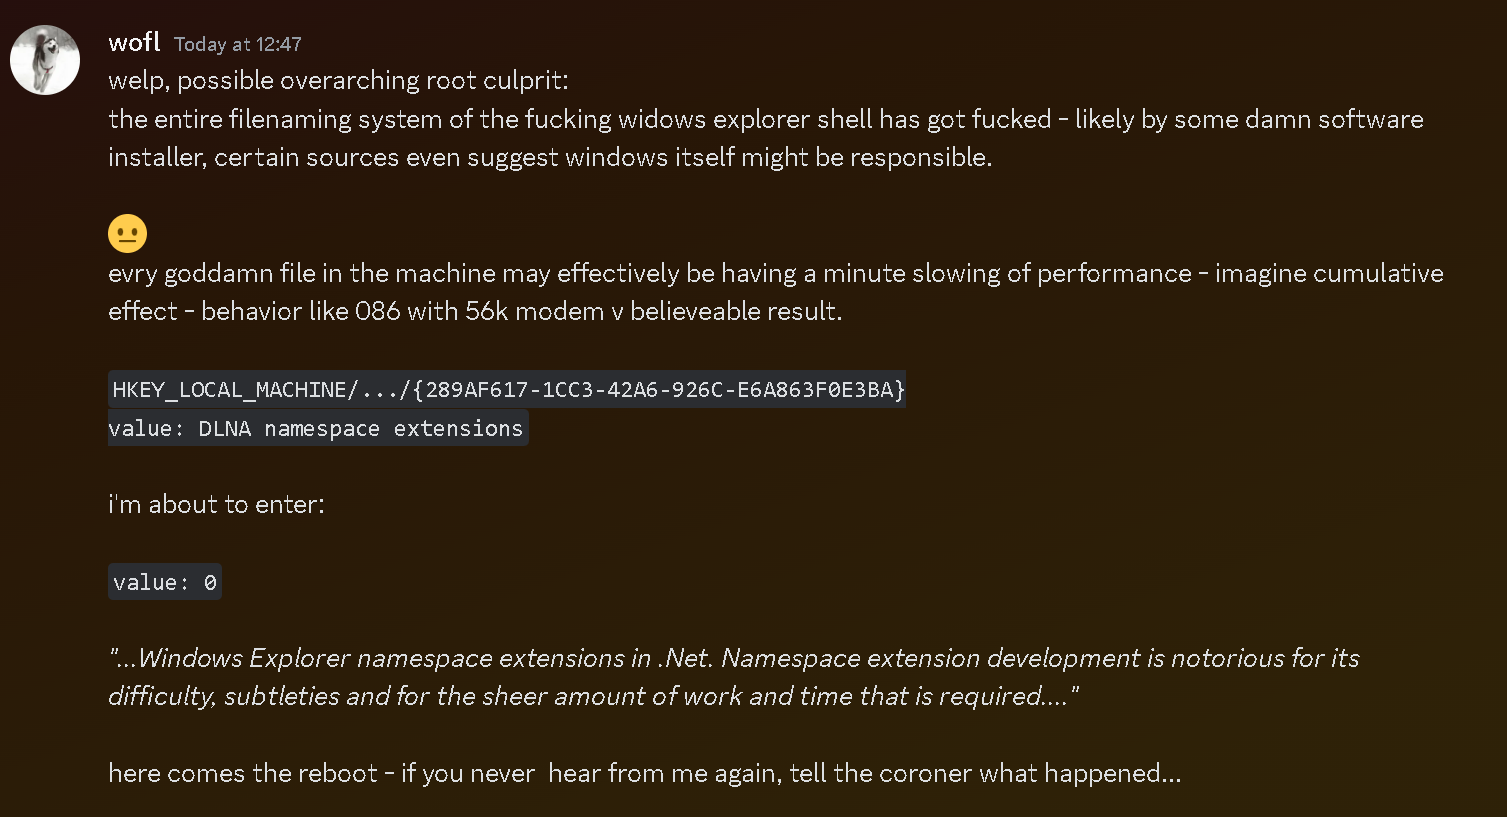 wofl Today at 12:47
welp, possible overarching root culprit:
the entire filenaming system of the fucking widows explorer shell has got fucked - likely by some damn software
installer, certain sources even suggest windows itself might be responsible.
evry goddamn file in the machine may effectively be having a minute slowing of performance - imagine cumulative
effect - behavior like 086 with 56k modem v believeable result.
HKEY_LOCAL_MACHINE/.../{289AF617-1CC3-42A6-926C-E6A863F0E3BA}
value: DLNA namespace extensions
i'm about to enter:
value: 0
"...Windows Explorer namespace extensions in .Net. Namespace extension development is notorious for its
difficulty, subtleties and for the sheer amount of work and time that is required...."
here comes the reboot - if you never  hear from me again, tell the coroner what happened...